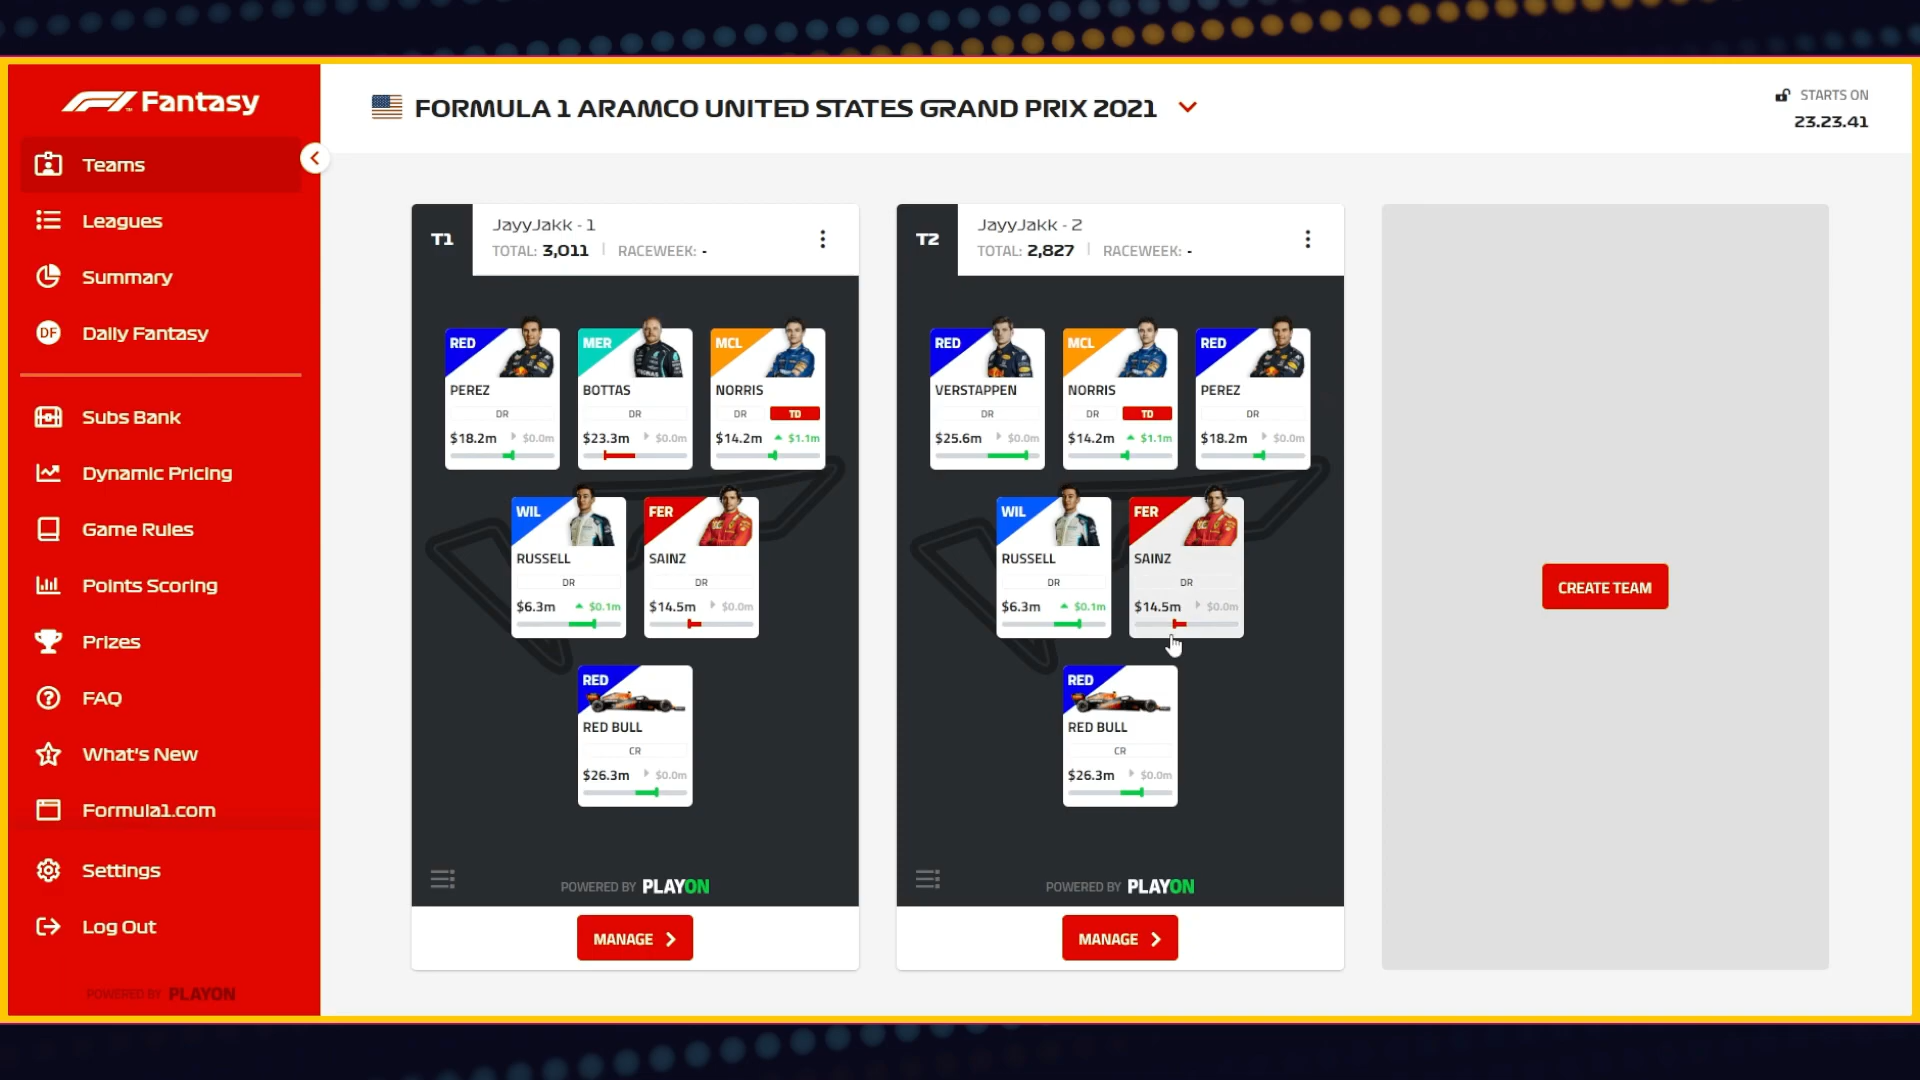 Fantasy
Teams
Leagues
Summary
DF Daily Fantasy
Subs Bank
Dynamic Pricing
Game Rules
Points Scoring
Prizes
FAQ
What's New
Formula1.com
Settings
Log Out
POWERED BY PLAYON
FORMULA 1 ARAMCO UNITED STATES GRAND PRIX 2021
STARTS ON
23.23.41
T1
JayyJakk - 1
TOTAL: 3,011 | RACEWEEK: -
RED
PEREZ
DR
$18.2m $0.0m
MER
BOTTAS
DR
$23.3m $0.0m
MCL
NORRIS
DR TD
$14.2m $1.1m
WIL
RUSSELL
DR
$6.3m $0.1m
FER
SAINZ
DR
$14.5m $0.0m
RED
RED BULL
CR
$26.3m $0.0m
POWERED BY PLAYON
MANAGE
T2
JayyJakk - 2
TOTAL: 2,827 | RACEWEEK: -
RED
VERSTAPPEN
DR
$25.6m $0.0m
MCL
NORRIS
DR TD
$14.2m $1.1m
RED
PEREZ
DR
$18.2m $0.0m
WIL
RUSSELL
DR
$6.3m $0.1m
FER
SAINZ
DR
$14.5m $0.0m
RED
RED BULL
CR
$26.3m $0.0m
POWERED BY PLAYON
MANAGE
CREATE TEAM